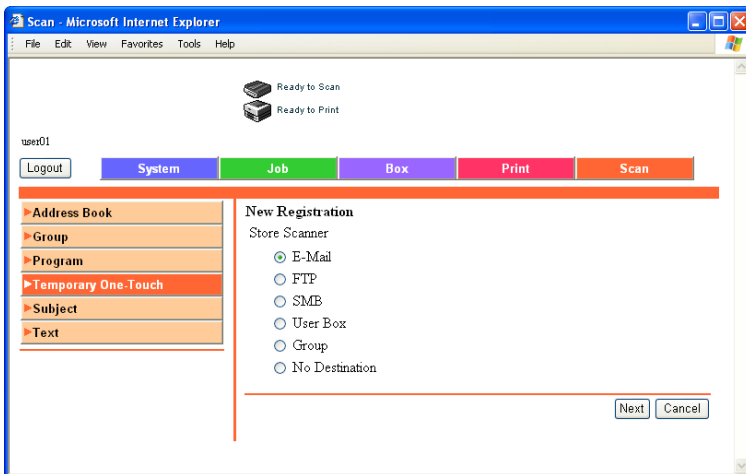 Scan - Microsoft Internet Explorer
File Edit View Favorites Tools Help
Ready to Scan
Ready to Print
user01
Logout System Job Box Print Scan
Address Book
Group
Program
Temporary One-Touch
Subject
Text
New Registration
Store Scanner
E-Mail
FTP
SMB
User Box
Group
No Destination
Next Cancel